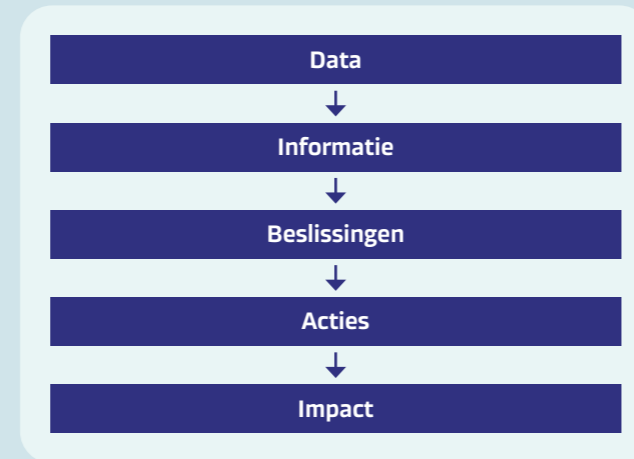 Data
Informatie
Beslissingen
Acties
Impact